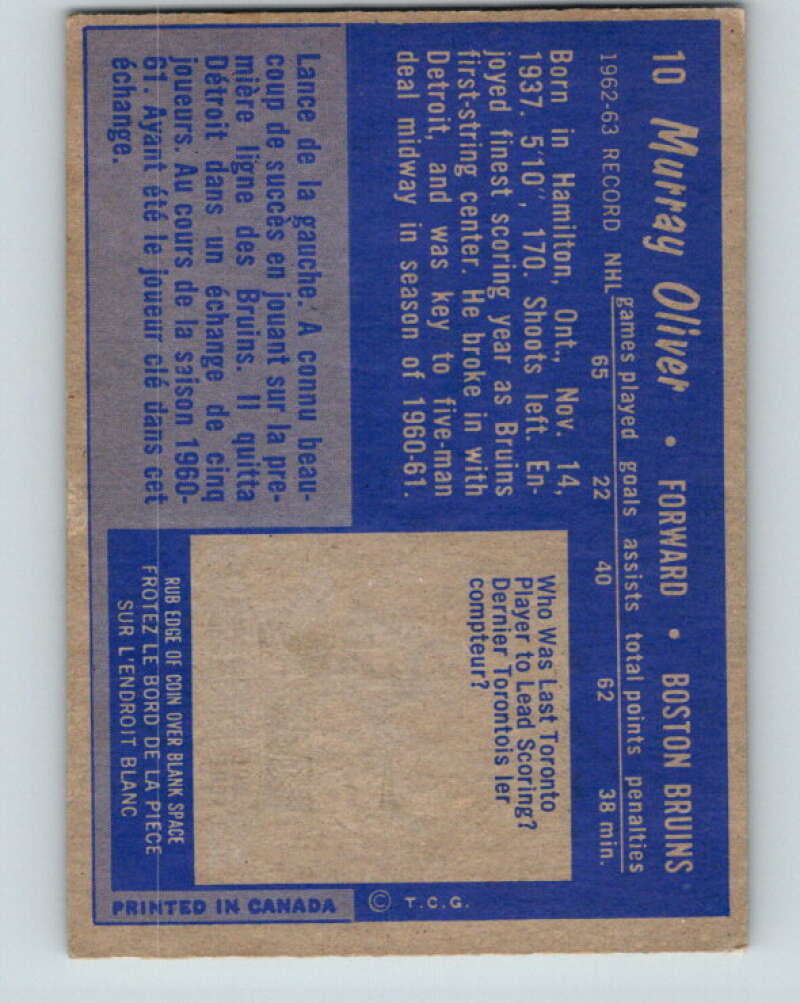 10 Murray Oliver • FORWARD • BOSTON BRUINS
1962-63 RECORD games played goals assists total points penalties
NHL 65 22 40 62 38 min.
Born in Hamilton, Ont., Nov. 14,
1937. 5'10", 170. Shoots left. En-
joyed finest scoring year as Bruins
first-string center. He broke in with
Detroit, and was key to five-man
deal midway in season of 1960-61.
Lance de la gauche. A connu beau-
coup de succès en jouant sur la pre-
mière ligne des Bruins. Il quitta
Détroit dans un échange de cinq
joueurs. Au cours de la saison 1960-
61. Ayant été le joueur clé dans cet
échange.
Who Was Last Toronto
Player to Lead Scoring?
Dernier Torontois ler
compteur?
RUB EDGE OF COIN OVER BLANK SPACE
FROTEZ LE BORD DE LA PIECE
SUR L'ENDROIT BLANC
PRINTED IN CANADA © T.C.G.